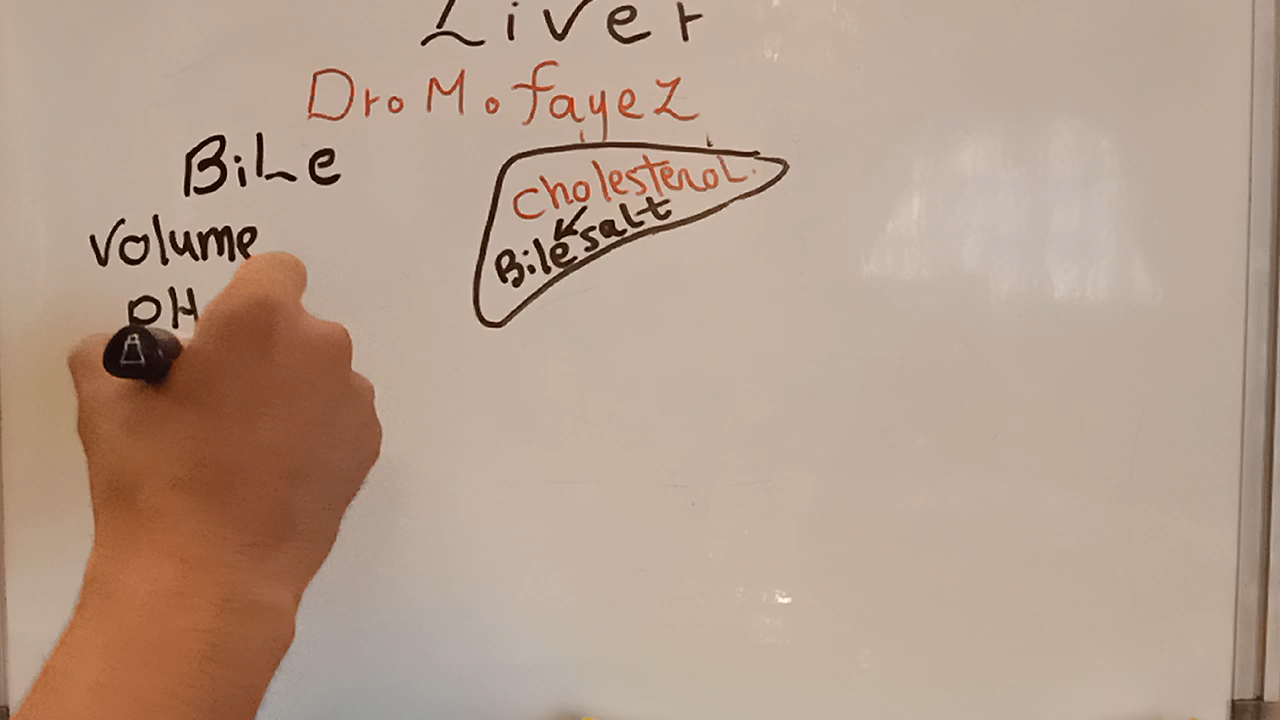 Liver
Dr. M. fayez
BiLe
Volume
pH
cholesteroL
Bile salt